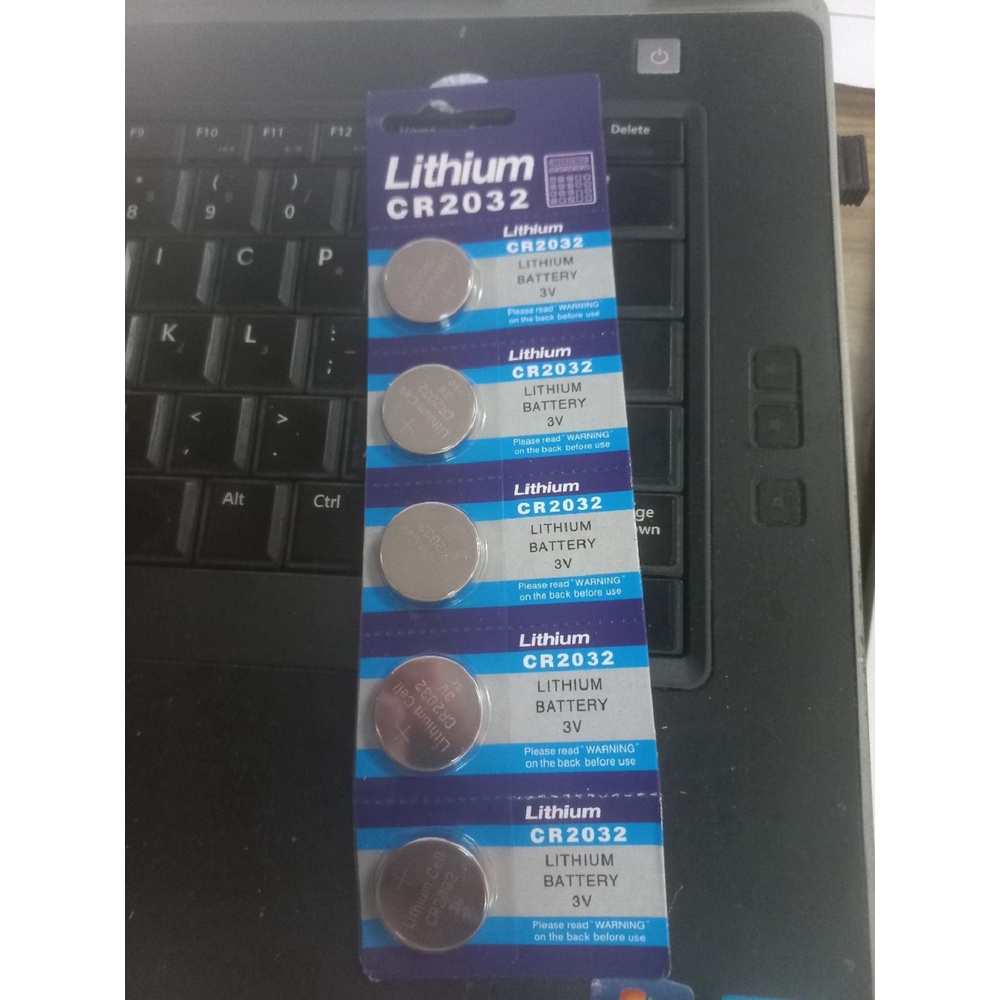 Lithium
CR2032
Lithium
CR2032
LITHIUM
BATTERY
3V
Please read "WARNING"
on the back before use
Lithium
CR2032
LITHIUM
BATTERY
3V
Please read "WARNING"
on the back before use
Lithium
CR2032
LITHIUM
BATTERY
3V
Please read "WARNING"
on the back before use
Lithium
CR2032
LITHIUM
BATTERY
3V
Please read "WARNING"
on the back before use
3V
CR2032
Lithium Cell
+
Lithium
CR2032
LITHIUM
BATTERY
3V
Please read "WARNING"
on the back before use
+
Lithium Cell
CR2032
F9
F10
F11
F12
Delete
*
8
(
9
)
0
I
C
P
K
L
:
;
<
,
>
.
Alt
Ctrl